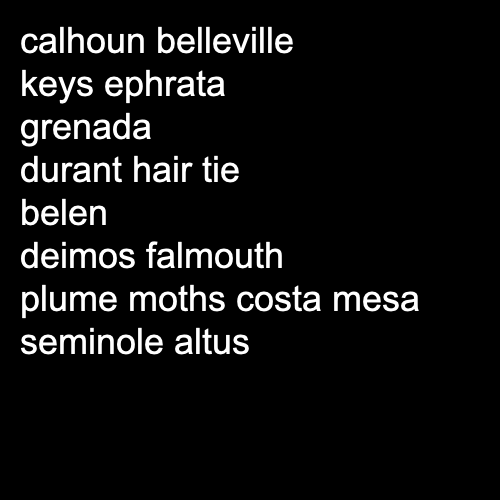 calhoun belleville
keys ephrata
grenada
durant hair tie
belen
deimos falmouth
plume moths costa mesa
seminole altus